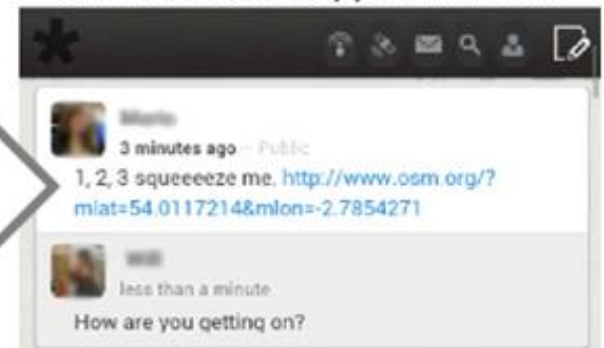 3 minutes ago – Public
1, 2, 3 squeeeeze me. http://www.osm.org/?
mlat=54.0117214&mlon=-2.7854271
less than a minute
How are you getting on?